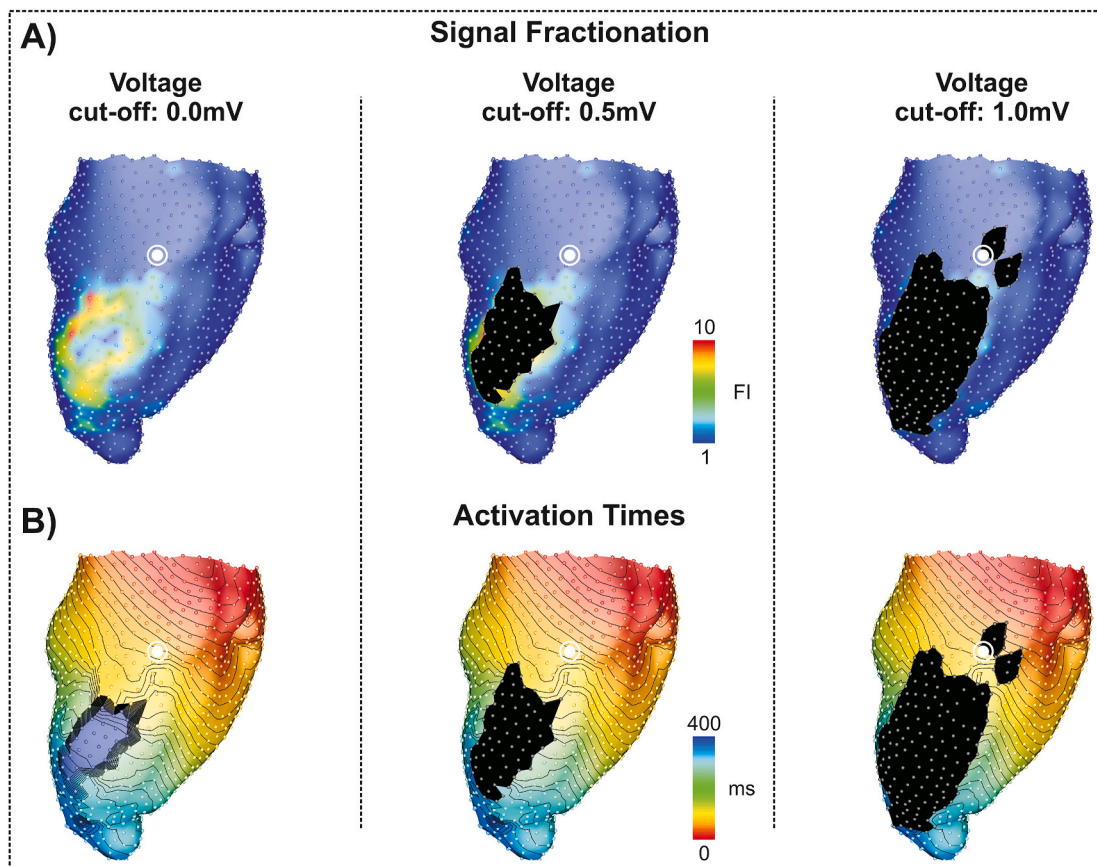 A)
Signal Fractionation
Voltage
cut-off: 0.0mV
Voltage
cut-off: 0.5mV
Voltage
cut-off: 1.0mV
10
FI
1
B)
Activation Times
400
ms
0